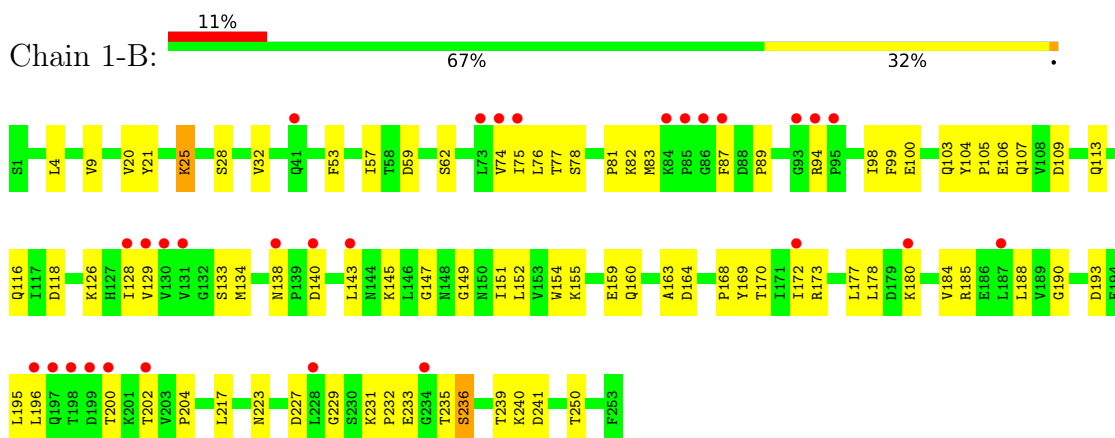 11%
Chain 1-B:
67% 32% •
S1 L4 V9 V20 Y21 K25 S28 V32 Q41 F53 I57 T58 D59 S62 L73 V74 I75 L76 T77 S78 P81 K82 M83 K84 P85 G86 F87 D88 P89 G93 R94 P95 I98 F99 E100 Q103 Y104 P105 E106 Q107 V108 D109 Q113
Q116 I117 D118 K126 H127 I128 V129 V130 V131 G132 S133 M134 N138 P139 D140 L143 N144 K145 L146 G147 N148 G149 N150 I151 L152 V153 W154 K155 E159 Q160 A163 D164 P168 Y169 T170 I171 I172 R173 L177 L178 D179 K180 V184 R185 E186 L187 L188 V189 G190 D193 E194
L195 L196 Q197 T198 D199 T200 K201 T202 V203 P204 L217 N223 D227 L228 G229 S230 K231 P232 E233 G234 T235 S236 T239 K240 D241 T250 F253